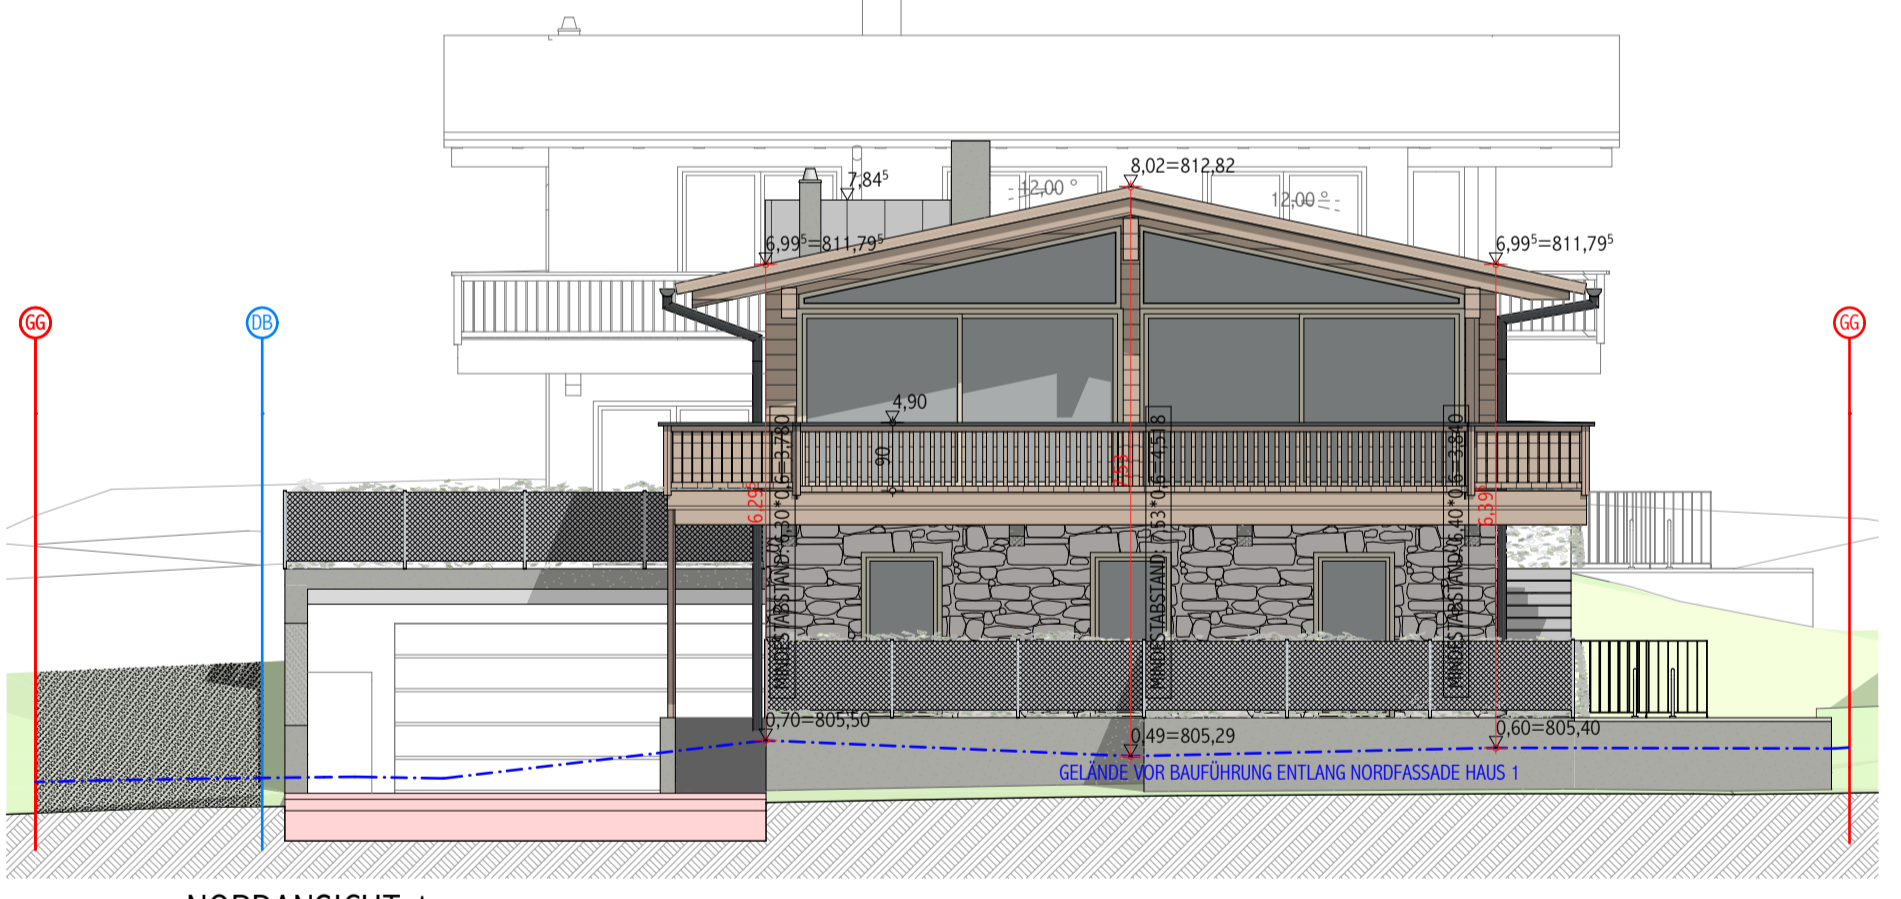 8,02=812,82
7,84⁵
12,00 °
12,00 °
6,99⁵=811,79⁵
6,99⁵=811,79⁵
GG
DB
GG
4,90
90
6,29⁵
MINDESTABSTAND: 6,30*0,6=3,780
7,53
MINDESTABSTAND: 7,53*0,6=4,518
MINDESTABSTAND: 6,40*0,6=3,840
6,39⁵
0,70=805,50
0,49=805,29
0,60=805,40
GELÄNDE VOR BAUFÜHRUNG ENTLANG NORDFASSADE HAUS 1
NORDANSICHT